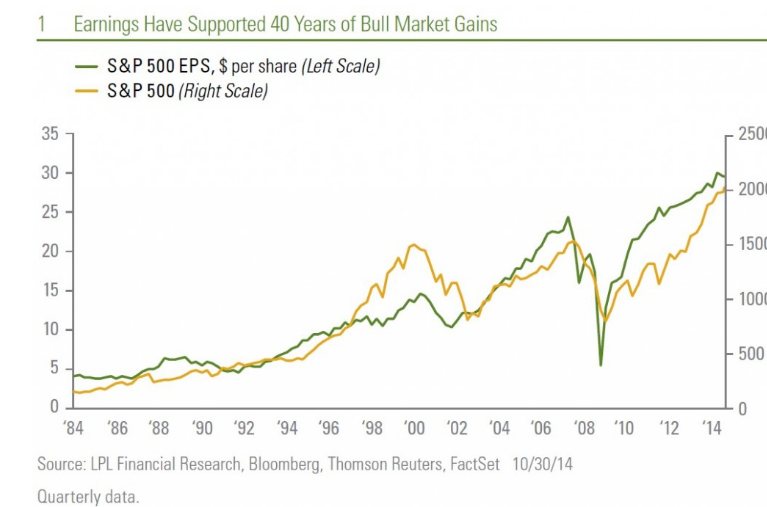 1 Earnings Have Supported 40 Years of Bull Market Gains
S&P 500 EPS, $ per share (Left Scale)
S&P 500 (Right Scale)
35
30
25
20
15
10
5
0
2500
2000
1500
1000
500
0
'84 '86 '88 '90 '92 '94 '96 '98 '00 '02 '04 '06 '08 '10 '12 '14
Source: LPL Financial Research, Bloomberg, Thomson Reuters, FactSet 10/30/14
Quarterly data.